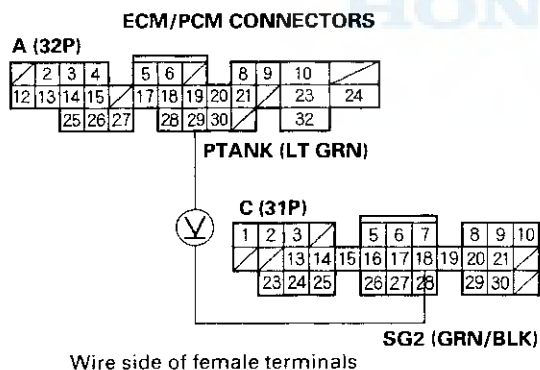 HON
ECM/PCM CONNECTORS
A (32P)
2 3 4 5 6 8 9 10
12 13 14 15 17 18 19 20 21 23 24
25 26 27 28 29 30 32
PTANK (LT GRN)
V
C (31P)
1 2 3 5 6 7 8 9 10
13 14 15 16 17 18 19 20 21
23 24 25 26 27 28 29 30
SG2 (GRN/BLK)
Wire side of female terminals